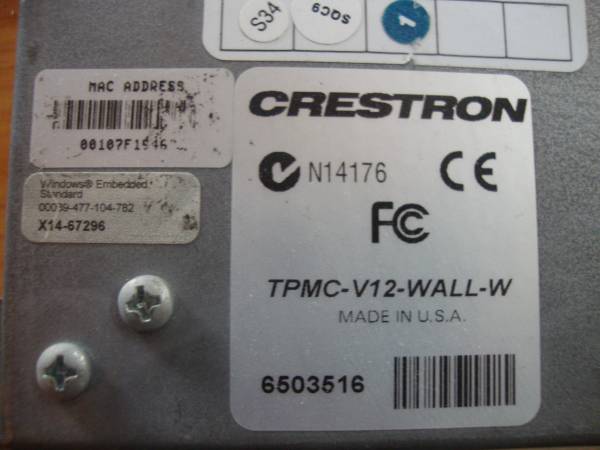 S34
SQC9
1
MAC ADDRESS
CRESTRON
N14176
CE
FC
Windows® Embedded
Standard
00039-477-104-782
X14-67296
TPMC-V12-WALL-W
MADE IN U.S.A.
6503516